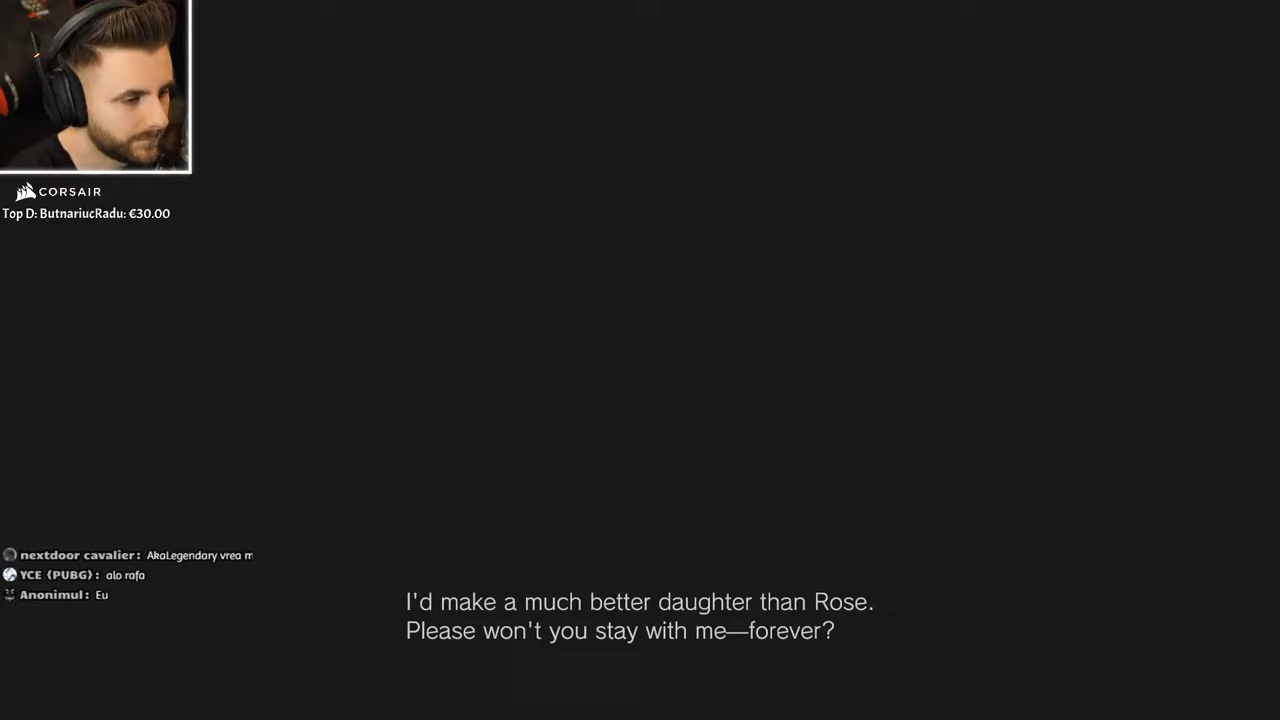 CORSAIR
Top D: ButnariucRadu: €30.00
nextdoor cavalier: AkaLegendary vrea m
YCE (PUBG): alo rafa
Anonimul: Eu
I'd make a much better daughter than Rose.
Please won't you stay with me—forever?